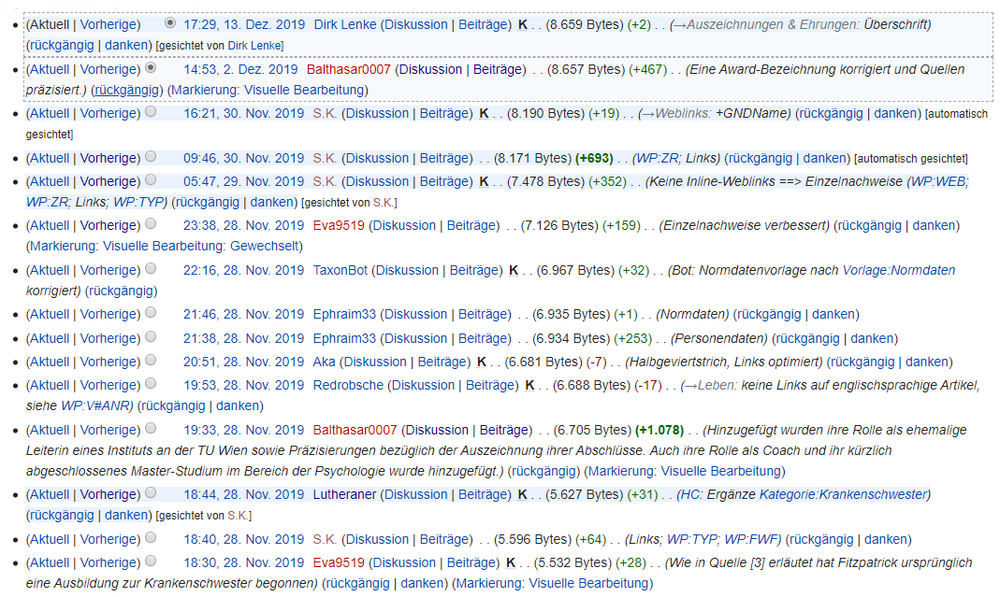 (Aktuell | Vorherige) 17:29, 13. Dez. 2019 Dirk Lenke (Diskussion | Beiträge) K . . (8.659 Bytes) (+2) . . (→Auszeichnungen & Ehrungen: Überschrift)
(rückgängig | danken) [gesichtet von Dirk Lenke]
(Aktuell | Vorherige) 14:53, 2. Dez. 2019 Balthasar0007 (Diskussion | Beiträge) . . (8.657 Bytes) (+467) . . (Eine Award-Bezeichnung korrigiert und Quellen
präzisiert.) (rückgängig) (Markierung: Visuelle Bearbeitung)
(Aktuell | Vorherige) 16:21, 30. Nov. 2019 S.K. (Diskussion | Beiträge) K . . (8.190 Bytes) (+19) . . (→Weblinks: +GNDName) (rückgängig | danken) [automatisch
gesichtet]
(Aktuell | Vorherige) 09:46, 30. Nov. 2019 S.K. (Diskussion | Beiträge) . . (8.171 Bytes) (+693) . . (WP:ZR; Links) (rückgängig | danken) [automatisch gesichtet]
(Aktuell | Vorherige) 05:47, 29. Nov. 2019 S.K. (Diskussion | Beiträge) K . . (7.478 Bytes) (+352) . . (Keine Inline-Weblinks ==> Einzelnachweise (WP:WEB;
WP:ZR; Links; WP:TYP) (rückgängig | danken) [gesichtet von S.K.]
(Aktuell | Vorherige) 23:38, 28. Nov. 2019 Eva9519 (Diskussion | Beiträge) . . (7.126 Bytes) (+159) . . (Einzelnachweise verbessert) (rückgängig | danken)
(Markierung: Visuelle Bearbeitung: Gewechselt)
(Aktuell | Vorherige) 22:16, 28. Nov. 2019 TaxonBot (Diskussion | Beiträge) K . . (6.967 Bytes) (+32) . . (Bot: Normdatenvorlage nach Vorlage:Normdaten
korrigiert) (rückgängig)
(Aktuell | Vorherige) 21:46, 28. Nov. 2019 Ephraim33 (Diskussion | Beiträge) . . (6.935 Bytes) (+1) . . (Normdaten) (rückgängig | danken)
(Aktuell | Vorherige) 21:38, 28. Nov. 2019 Ephraim33 (Diskussion | Beiträge) . . (6.934 Bytes) (+253) . . (Personendaten) (rückgängig | danken)
(Aktuell | Vorherige) 20:51, 28. Nov. 2019 Aka (Diskussion | Beiträge) K . . (6.681 Bytes) (-7) . . (Halbgeviertstrich, Links optimiert) (rückgängig | danken)
(Aktuell | Vorherige) 19:53, 28. Nov. 2019 Redrobsche (Diskussion | Beiträge) K . . (6.688 Bytes) (-17) . . (→Leben: keine Links auf englischsprachige Artikel,
siehe WP:V#ANR) (rückgängig | danken)
(Aktuell | Vorherige) 19:33, 28. Nov. 2019 Balthasar0007 (Diskussion | Beiträge) . . (6.705 Bytes) (+1.078) . . (Hinzugefügt wurden ihre Rolle als ehemalige
Leiterin eines Instituts an der TU Wien sowie Präzisierungen bezüglich der Auszeichnung ihrer Abschlüsse. Auch ihre Rolle als Coach und ihr kürzlich
abgeschlossenes Master-Studium im Bereich der Psychologie wurde hinzugefügt.) (rückgängig) (Markierung: Visuelle Bearbeitung)
(Aktuell | Vorherige) 18:44, 28. Nov. 2019 Lutheraner (Diskussion | Beiträge) K . . (5.627 Bytes) (+31) . . (HC: Ergänze Kategorie:Krankenschwester)
(rückgängig | danken) [gesichtet von S.K.]
(Aktuell | Vorherige) 18:40, 28. Nov. 2019 S.K. (Diskussion | Beiträge) . . (5.596 Bytes) (+64) . . (Links; WP:TYP; WP:FWF) (rückgängig | danken)
(Aktuell | Vorherige) 18:30, 28. Nov. 2019 Eva9519 (Diskussion | Beiträge) K . . (5.532 Bytes) (+28) . . (Wie in Quelle [3] erläutet hat Fitzpatrick ursprünglich
eine Ausbildung zur Krankenschwester begonnen) (rückgängig | danken) (Markierung: Visuelle Bearbeitung)